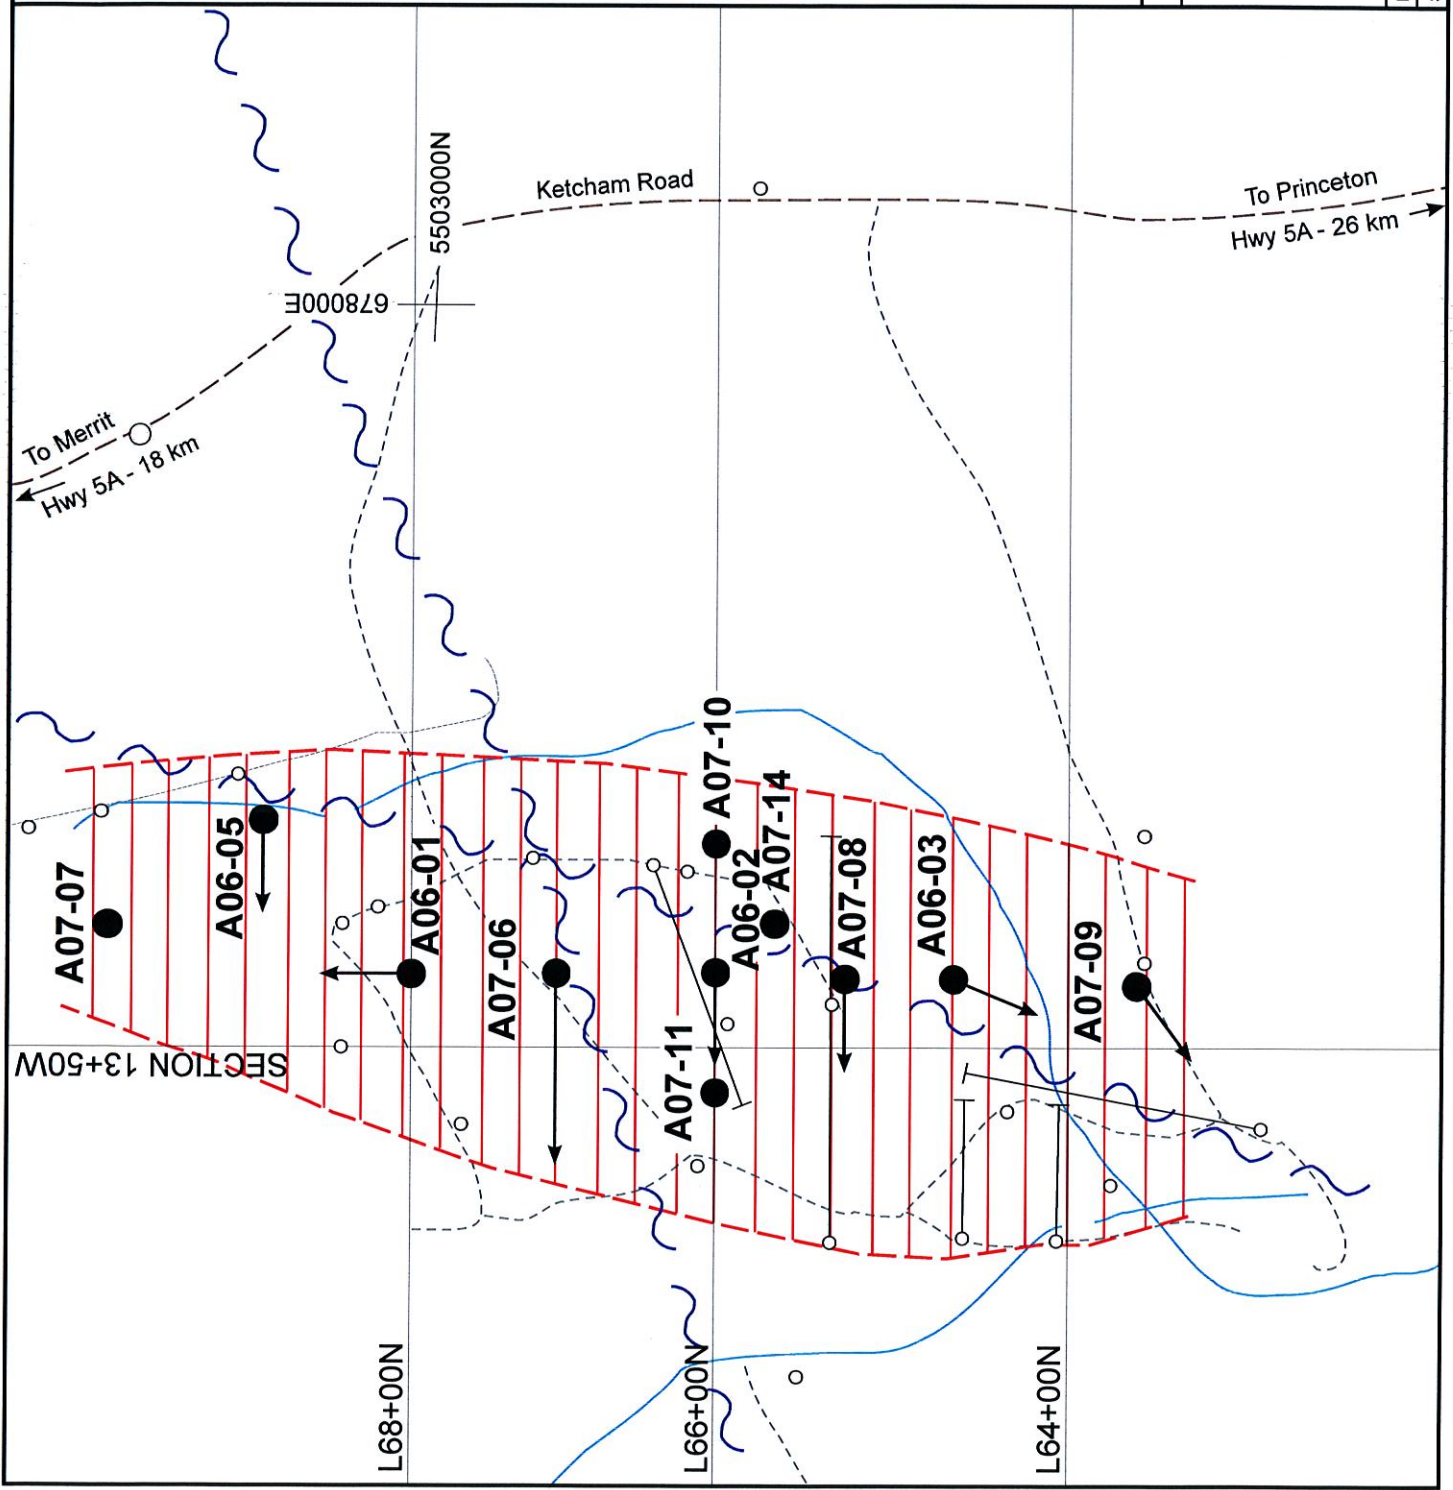 5503000N
Ketcham Road
To Princeton
Hwy 5A - 26 km
678000E
To Merrit
Hwy 5A - 18 km
A07-10
A07-14
A06-02
A07-07
A06-05
A06-01
A07-08
A06-03
A07-06
A07-09
A07-11
SECTION 13+50W
L68+00N
L66+00N
L64+00N